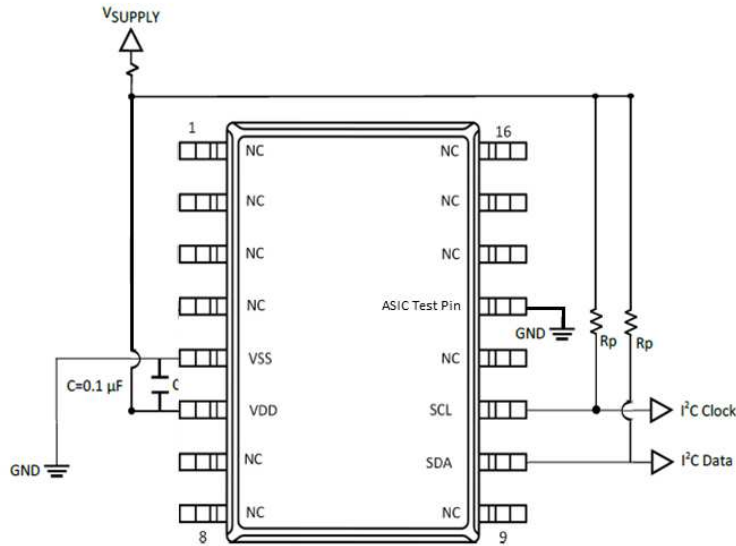 VSUPPLY
1
16
NC
NC
NC
NC
NC
NC
NC
ASIC Test Pin
GND
Rp
Rp
VSS
NC
C=0.1 µF
C
VDD
SCL
I²C Clock
GND
NC
SDA
I²C Data
NC
NC
8
9